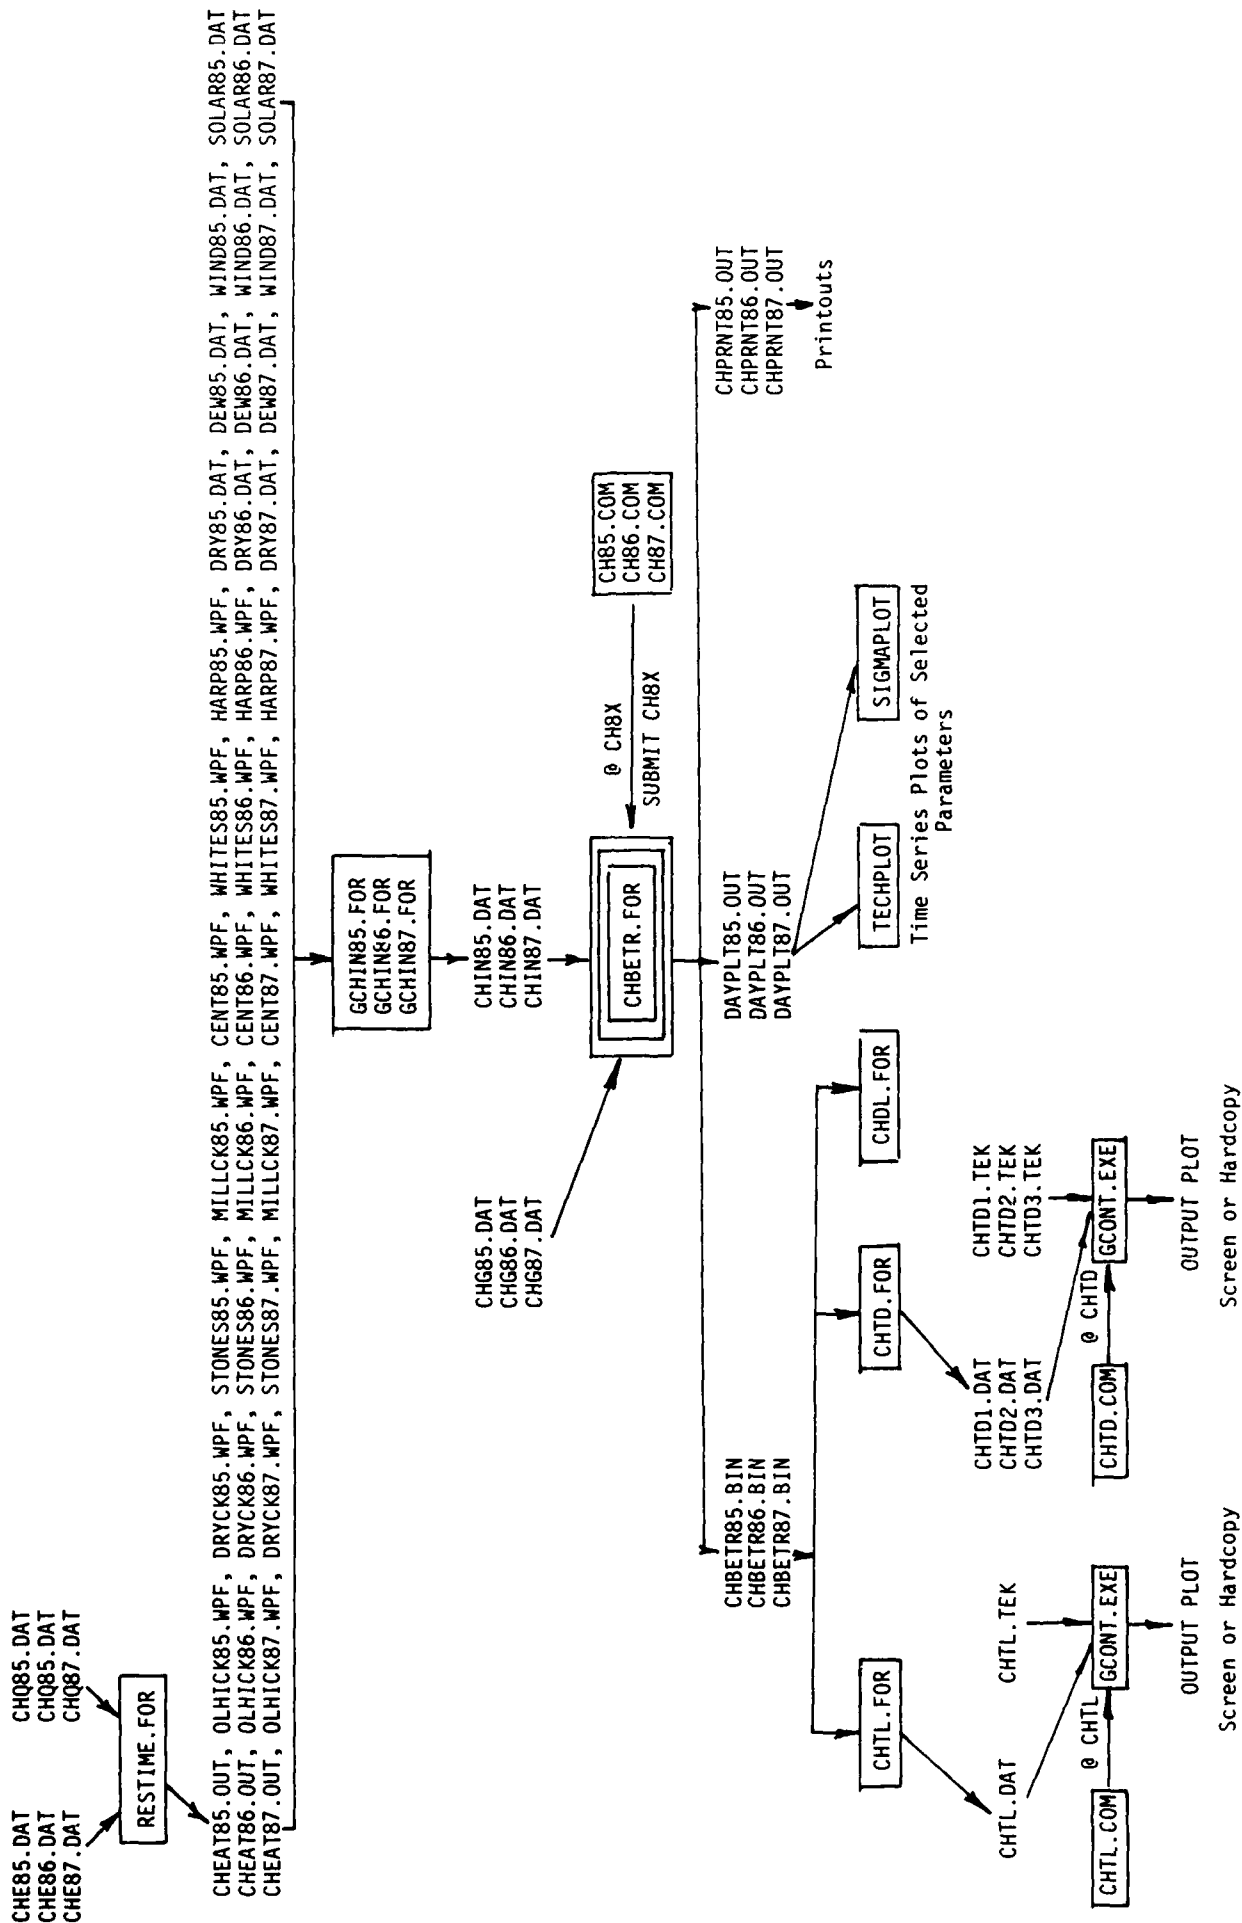 CHE85.DAT
CHE86.DAT
CHE87.DAT
CHQ85.DAT
CHQ85.DAT
CHQ87.DAT
RESTIME.FOR
CHEAT85.OUT, OLHICK85.WPF, DRYCK85.WPF, STONES85.WPF, MILLCK85.WPF, CENT85.WPF, WHITES85.WPF, HARP85.WPF, DRY85.DAT, DEW85.DAT, WIND85.DAT, SOLAR85.DAT
CHEAT86.OUT, OLHICK86.WPF, DRYCK86.WPF, STONES86.WPF, MILLCK86.WPF, CENT86.WPF, WHITES86.WPF, HARP86.WPF, DRY86.DAT, DEW86.DAT, WIND86.DAT, SOLAR86.DAT
CHEAT87.OUT, OLHICK87.WPF, DRYCK87.WPF, STONES87.WPF, MILLCK87.WPF, CENT87.WPF, WHITES87.WPF, HARP87.WPF, DRY87.DAT, DEW87.DAT, WIND87.DAT, SOLAR87.DAT
GCHIN85.FOR
GCHIN86.FOR
GCHIN87.FOR
CHIN85.DAT
CHIN86.DAT
CHIN87.DAT
CHG85.DAT
CHG86.DAT
CHG87.DAT
CHBETR.FOR
@ CH8X
SUBMIT CH8X
CH85.COM
CH86.COM
CH87.COM
CHBETR85.BIN
CHBETR86.BIN
CHBETR87.BIN
DAYPLT85.OUT
DAYPLT86.OUT
DAYPLT87.OUT
CHPRNT85.OUT
CHPRNT86.OUT
CHPRNT87.OUT
Printouts
CHTL.FOR
CHTD.FOR
CHDL.FOR
TECHPLOT
SIGMAPLOT
Time Series Plots of Selected
Parameters
CHTL.DAT
CHTL.TEK
CHTD1.DAT
CHTD2.DAT
CHTD3.DAT
CHTD1.TEK
CHTD2.TEK
CHTD3.TEK
CHTL.COM
@ CHTL
GCONT.EXE
CHTD.COM
@ CHTD
GCONT.EXE
OUTPUT PLOT
Screen or Hardcopy
OUTPUT PLOT
Screen or Hardcopy